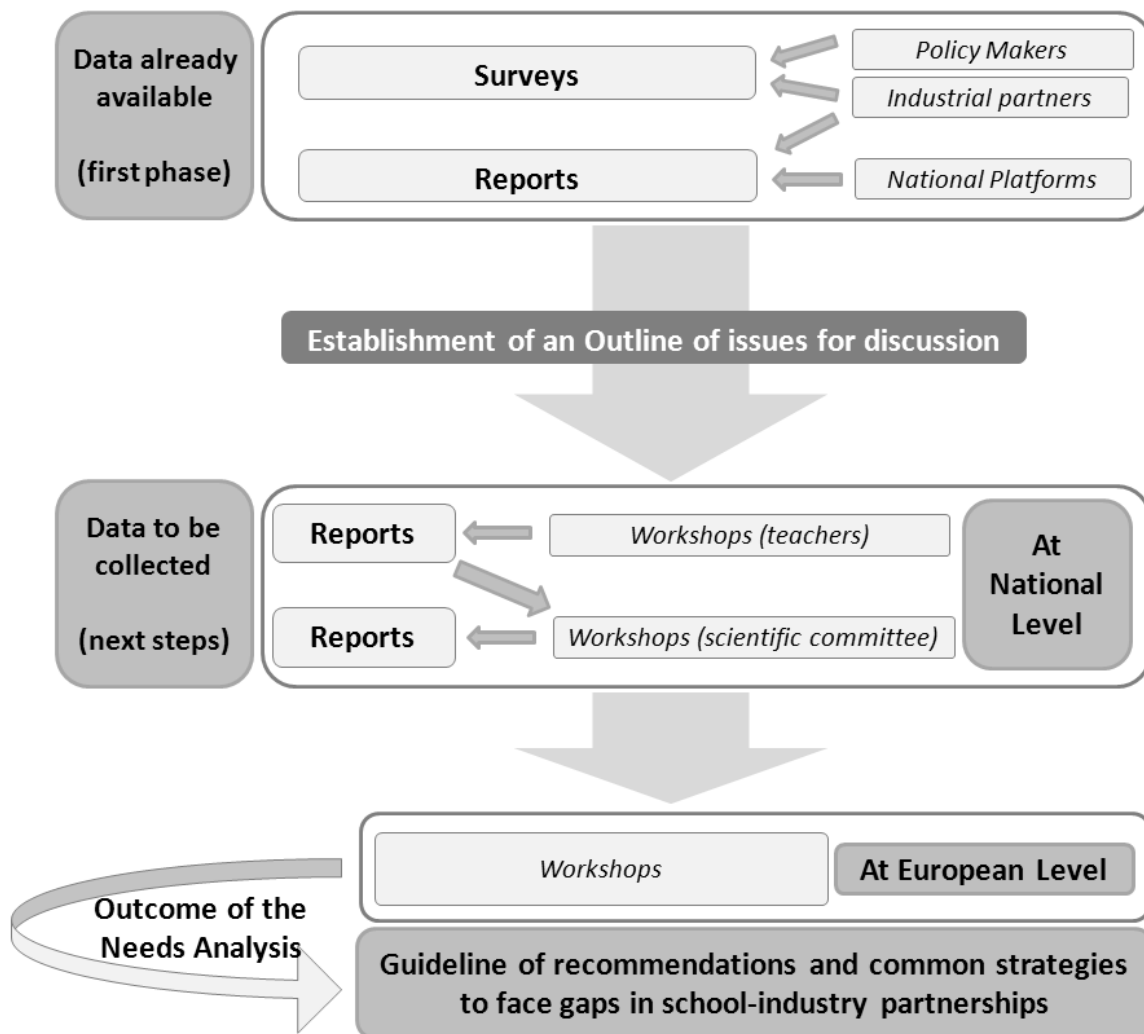 Data already
available
(first phase)
Surveys
Policy Makers
Industrial partners
Reports
National Platforms
Establishment of an Outline of issues for discussion
Data to be
collected
(next steps)
Reports
Workshops (teachers)
Reports
Workshops (scientific committee)
At
National
Level
Workshops
At European Level
Outcome of the
Needs Analysis
Guideline of recommendations and common strategies
to face gaps in school-industry partnerships